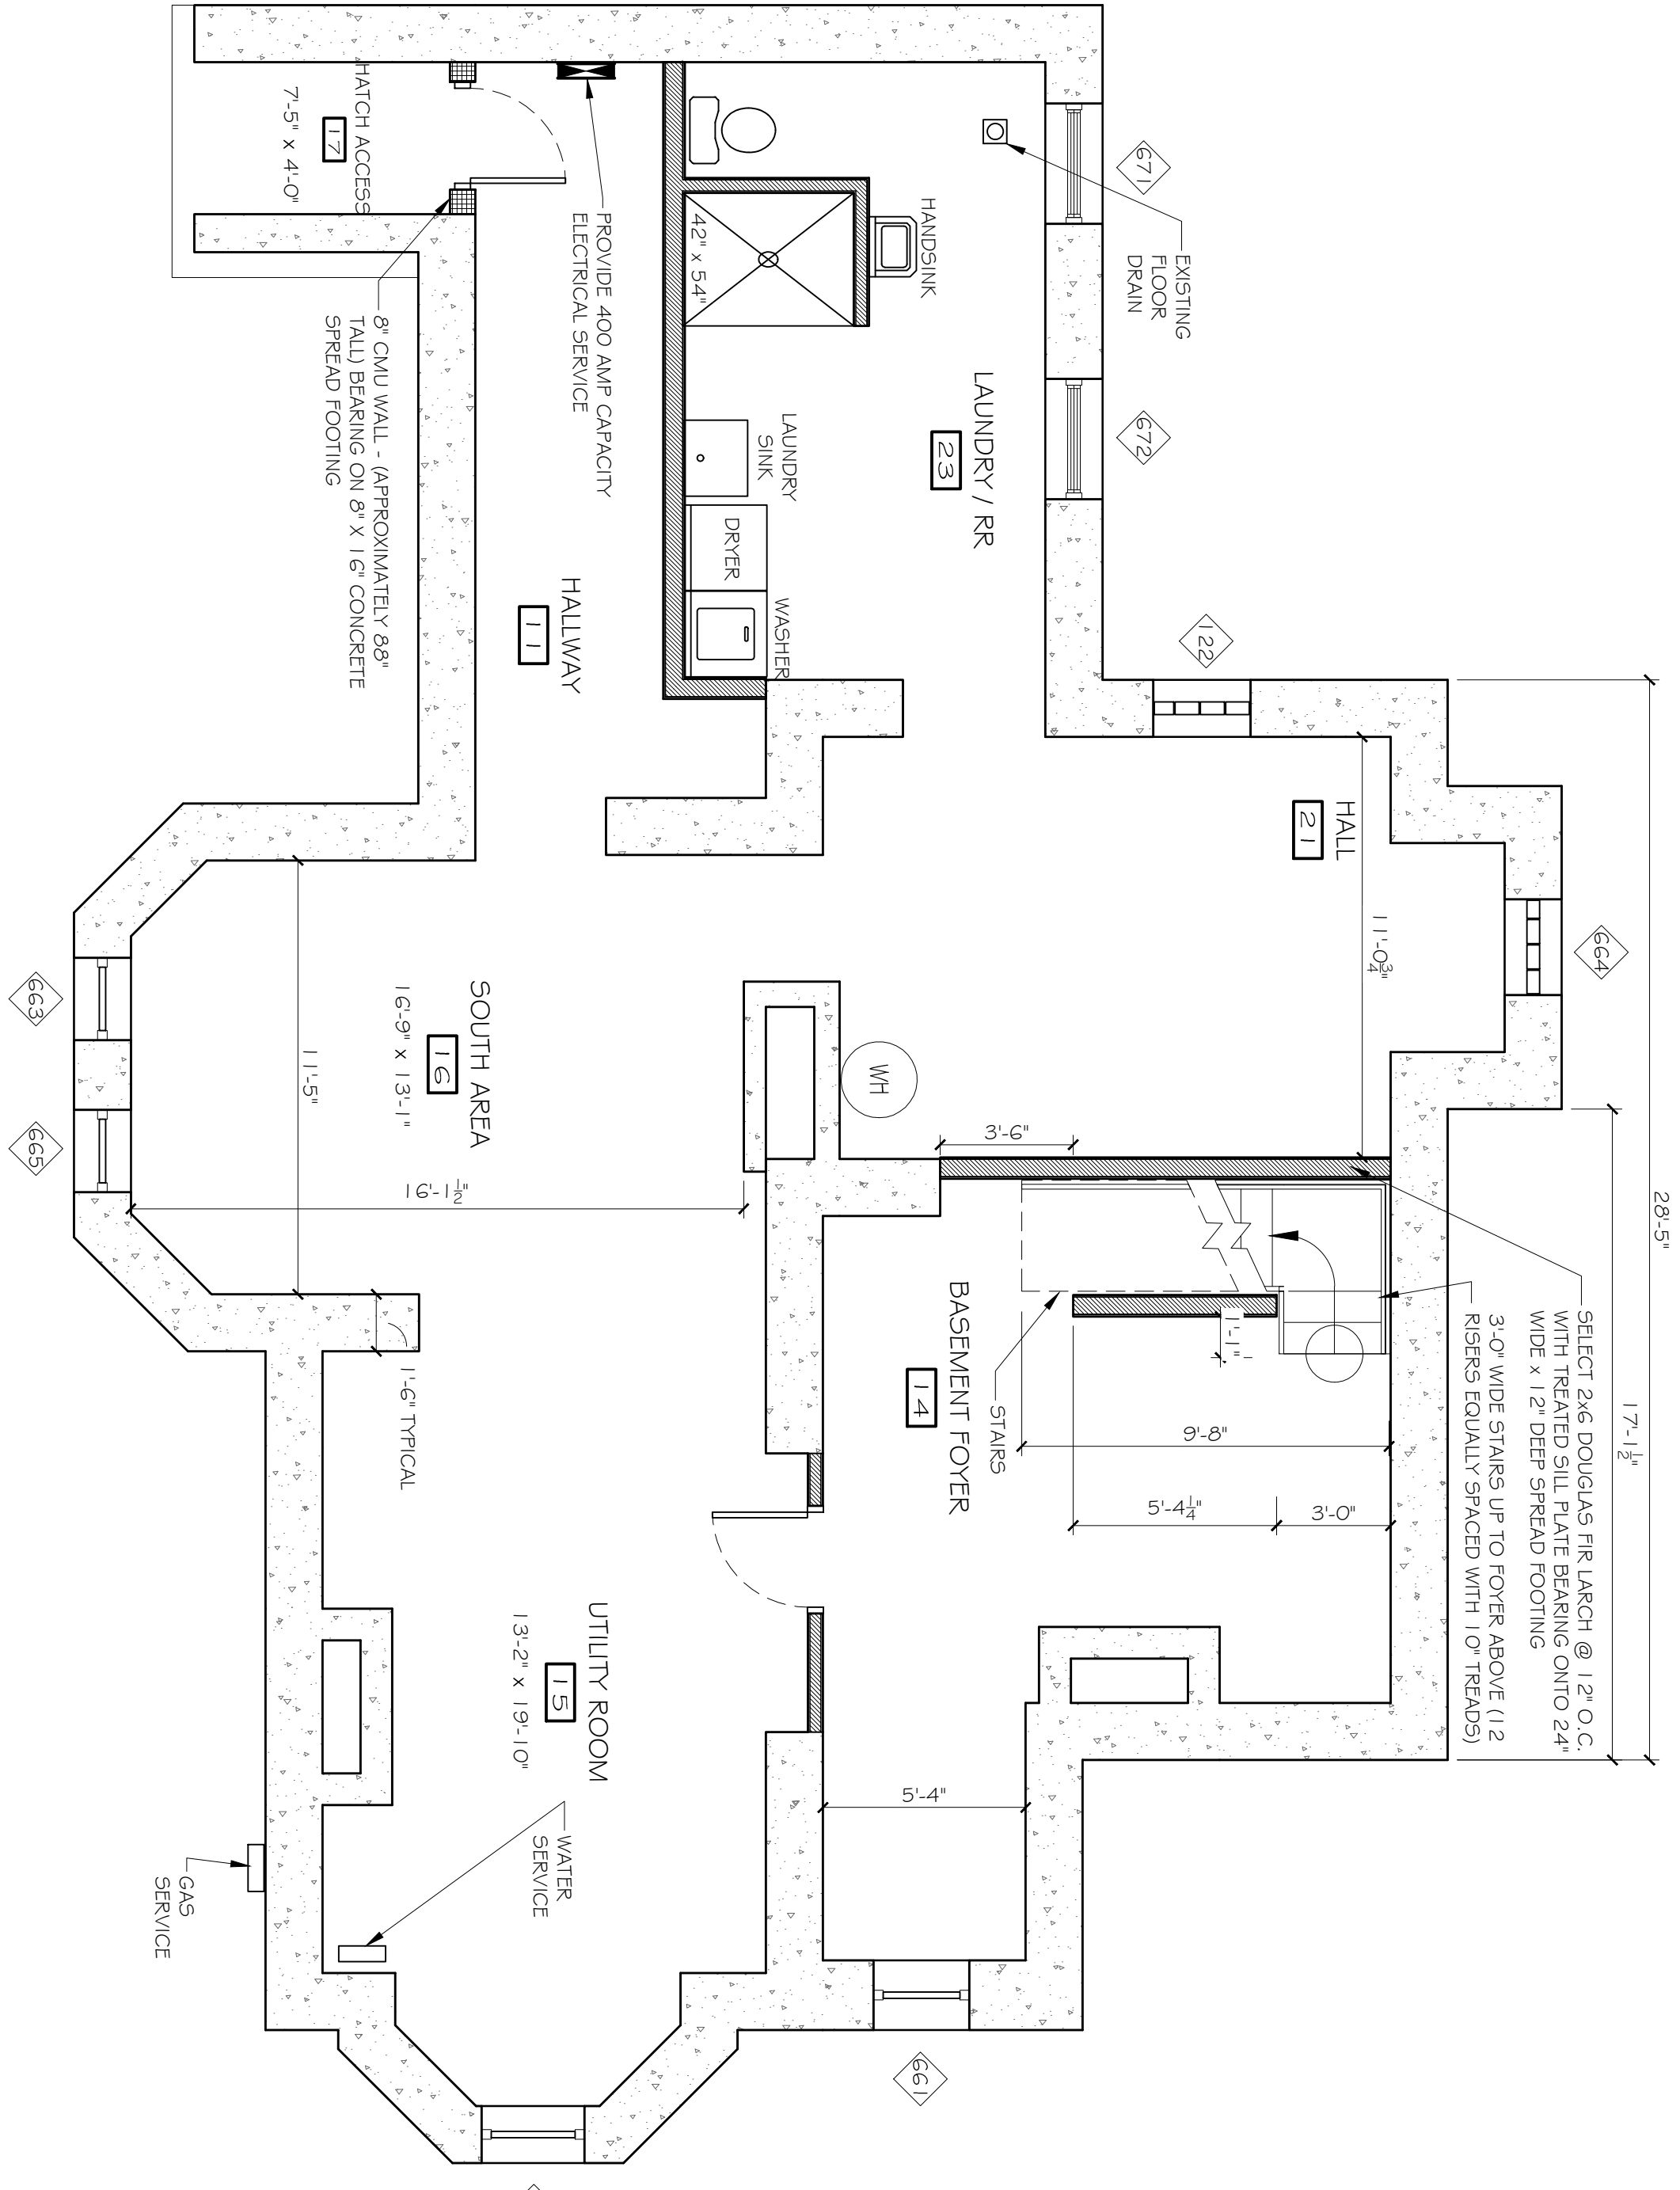 28'-5"
17'-1½"
SELECT 2x6 DOUGLAS FIR LARCH @ 12" O.C.
WITH TREATED SILL PLATE BEARING ONTO 24"
WIDE x 12" DEEP SPREAD FOOTING
3'-0" WIDE STAIRS UP TO FOYER ABOVE (12
RISERS EQUALLY SPACED WITH 10" TREADS)
664
122
671
672
EXISTING
FLOOR
DRAIN
HALL
21
11'-0¾"
3'-6"
LAUNDRY / RR
23
HANDSINK
42" x 54"
LAUNDRY
SINK
DRYER
WASHER
WH
1'-1"
STAIRS
BASEMENT FOYER
14
9'-8"
5'-4¼"
3'-0"
5'-4"
661
PROVIDE 400 AMP CAPACITY
ELECTRICAL SERVICE
HALLWAY
11
HATCH ACCESS
17
7'-5" x 4'-0"
8" CMU WALL - (APPROXIMATELY 88"
TALL) BEARING ON 8" X 16" CONCRETE
SPREAD FOOTING
SOUTH AREA
16
16'-9" x 13'-1"
11'-5"
16'-1½"
1'-6" TYPICAL
UTILITY ROOM
15
13'-2" x 19'-10"
WATER
SERVICE
GAS
SERVICE
663
665